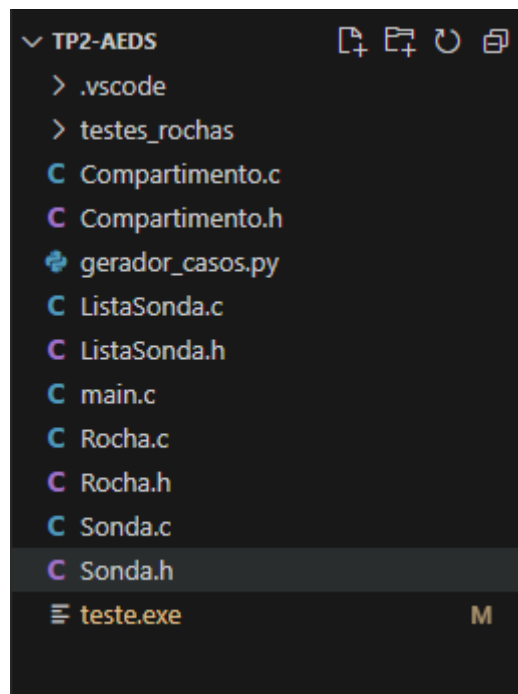 TP2-AEDS
.vscode
testes_rochas
C Compartimento.c
C Compartimento.h
gerador_casos.py
C ListaSonda.c
C ListaSonda.h
C main.c
C Rocha.c
C Rocha.h
C Sonda.c
C Sonda.h
teste.exe M